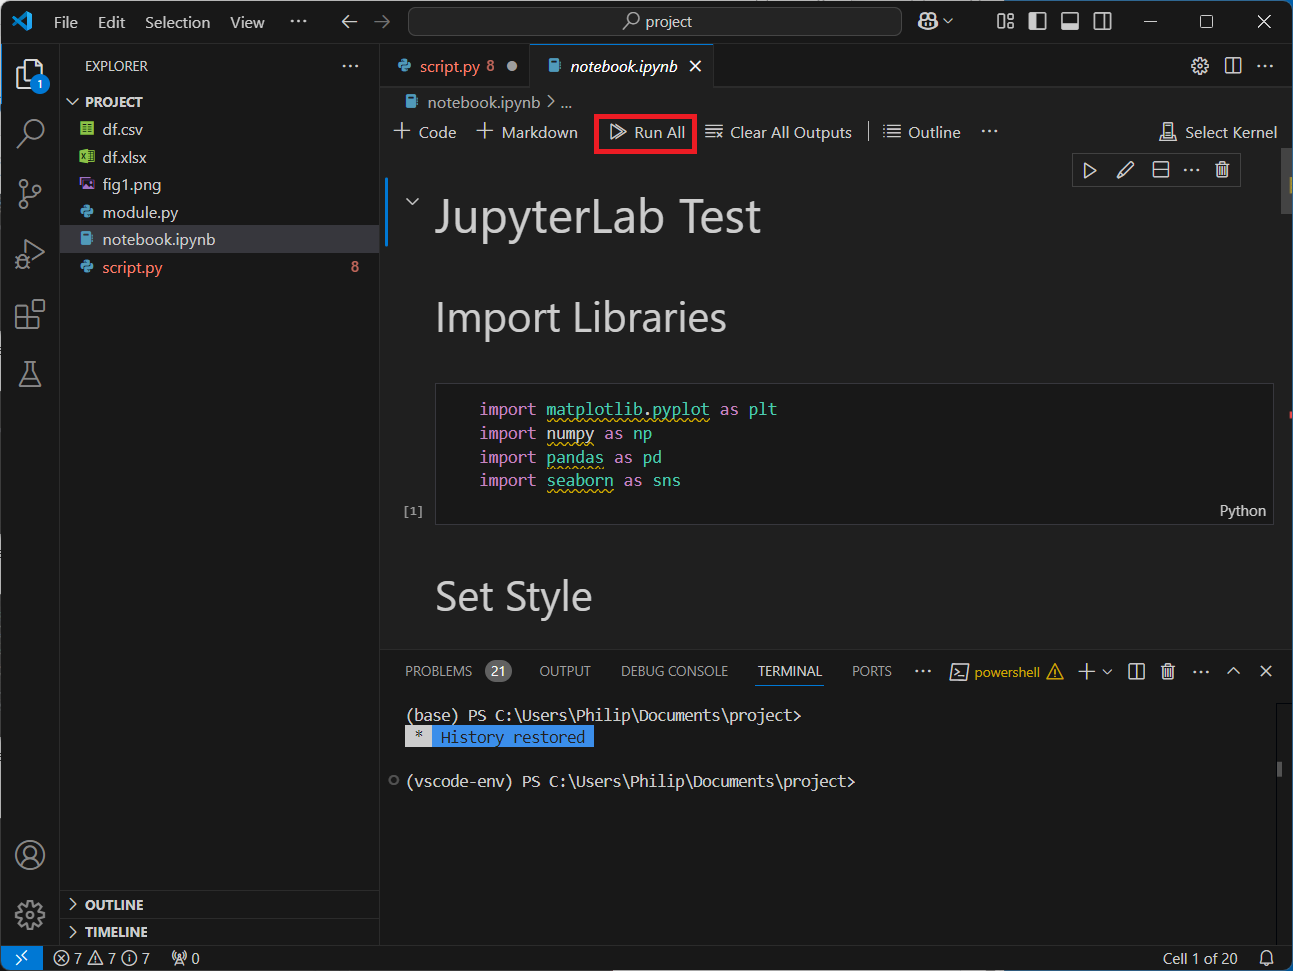 File Edit Selection View ... project
EXPLORER ...
script.py 8
notebook.ipynb
PROJECT
notebook.ipynb > ...
df.csv
df.xlsx
fig1.png
module.py
notebook.ipynb
script.py 8
+ Code + Markdown Run All Clear All Outputs Outline ... Select Kernel
JupyterLab Test
Import Libraries
import matplotlib.pyplot as plt
import numpy as np
import pandas as pd
import seaborn as sns
[1] Python
Set Style
PROBLEMS 21 OUTPUT DEBUG CONSOLE TERMINAL PORTS ... powershell
(base) PS C:\Users\Philip\Documents\project>
* History restored
(vscode-env) PS C:\Users\Philip\Documents\project>
1
OUTLINE
TIMELINE
7 7 7 0 Cell 1 of 20